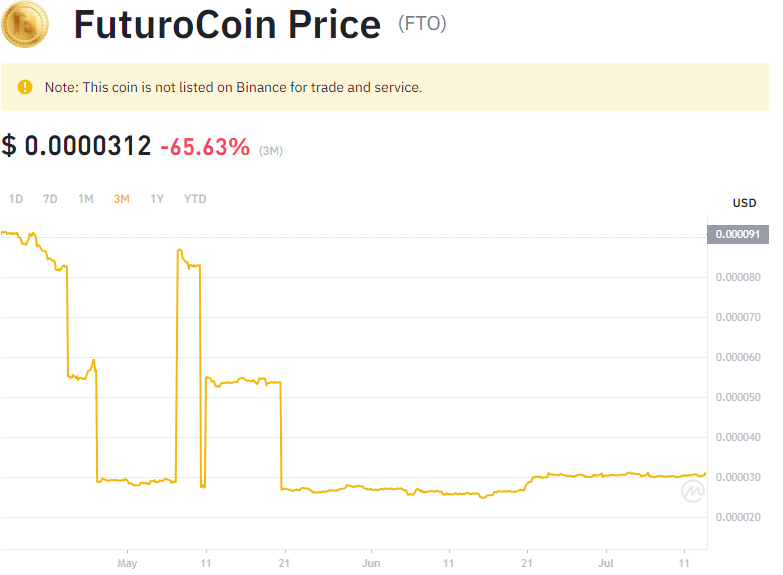 FuturoCoin Price (FTO)
Note: This coin is not listed on Binance for trade and service.
$ 0.0000312 -65.63% (3M)
1D 7D 1M 3M 1Y YTD
USD
0.000091
0.000080
0.000070
0.000060
0.000050
0.000040
0.000030
0.000020
May 11 21 Jun 11 21 Jul 11